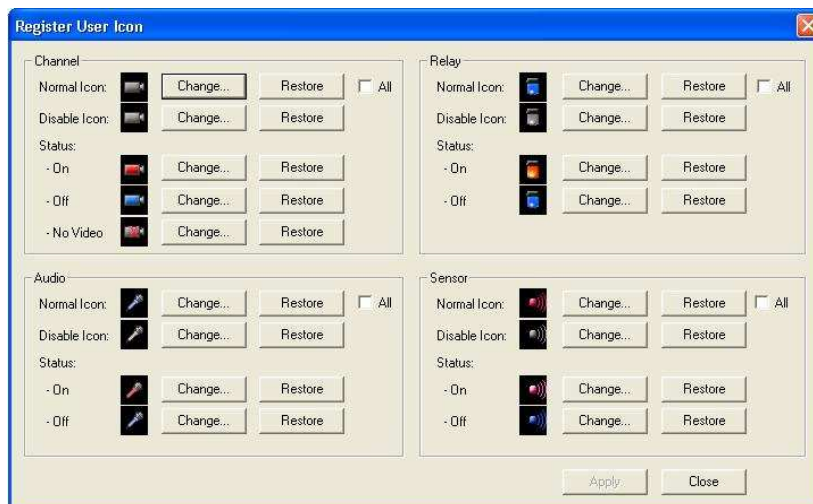 Register User Icon
Channel
Normal Icon: Change... Restore All
Disable Icon: Change... Restore
Status:
- On Change... Restore
- Off Change... Restore
- No Video Change... Restore
Relay
Normal Icon: Change... Restore All
Disable Icon: Change... Restore
Status:
- On Change... Restore
- Off Change... Restore
Audio
Normal Icon: Change... Restore All
Disable Icon: Change... Restore
Status:
- On Change... Restore
- Off Change... Restore
Sensor
Normal Icon: Change... Restore All
Disable Icon: Change... Restore
Status:
- On Change... Restore
- Off Change... Restore
Apply Close